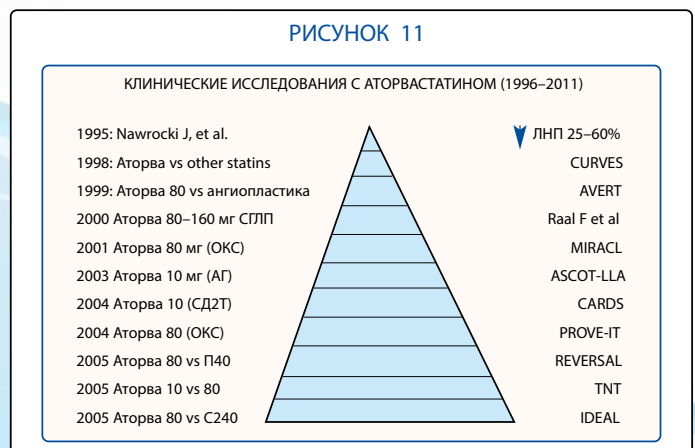 РИСУНОК 11
КЛИНИЧЕСКИЕ ИССЛЕДОВАНИЯ С АТОРВАСТАТИНОМ (1996–2011)
1995: Nawrocki J, et al. ЛНП 25–60%
1998: Аторва vs other statins CURVES
1999: Аторва 80 vs ангиопластика AVERT
2000 Аторва 80–160 мг СГЛП Raal F et al
2001 Аторва 80 мг (ОКС) MIRACL
2003 Аторва 10 мг (АГ) ASCOT-LLA
2004 Аторва 10 (СД2Т) CARDS
2004 Аторва 80 (ОКС) PROVE-IT
2005 Аторва 80 vs П40 REVERSAL
2005 Аторва 10 vs 80 TNT
2005 Аторва 80 vs С240 IDEAL